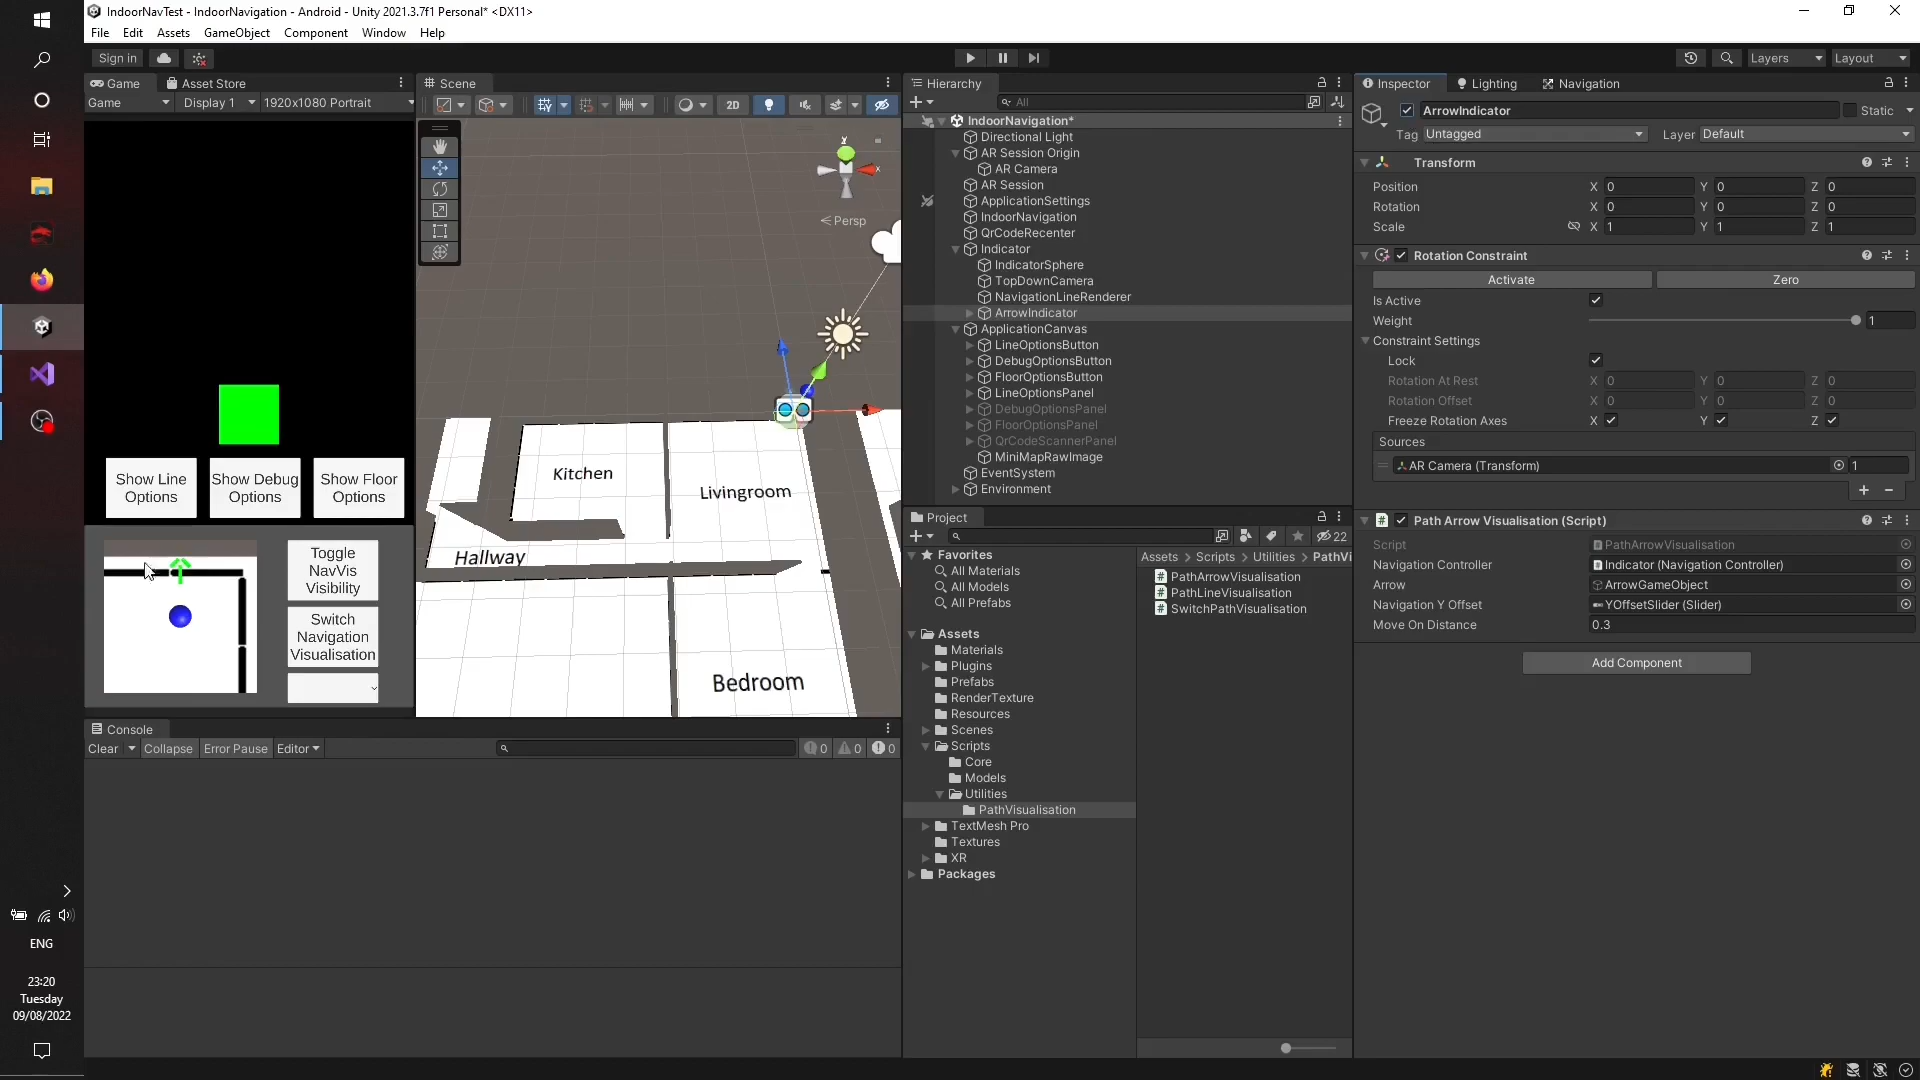 IndoorNavTest - IndoorNavigation - Android - Unity 2021.3.7f1 Personal* <DX11>
File Edit Assets GameObject Component Window Help
Sign in
Layers
Layout
Game
Asset Store
Game
Display 1
1920x1080 Portrait
Show Line Options
Show Debug Options
Show Floor Options
Toggle NavVis Visibility
Switch Navigation Visualisation
Scene
2D
y
x
< Persp
Kitchen
Livingroom
Hallway
Bedroom
Console
Clear
Collapse
Error Pause
Editor
0
0
0
Hierarchy
All
IndoorNavigation*
Directional Light
AR Session Origin
AR Camera
AR Session
ApplicationSettings
IndoorNavigation
QrCodeRecenter
Indicator
IndicatorSphere
TopDownCamera
NavigationLineRenderer
ArrowIndicator
ApplicationCanvas
LineOptionsButton
DebugOptionsButton
FloorOptionsButton
LineOptionsPanel
DebugOptionsPanel
FloorOptionsPanel
QrCodeScannerPanel
MiniMapRawImage
EventSystem
Environment
Project
22
Favorites
All Materials
All Models
All Prefabs
Assets
Materials
Plugins
Prefabs
RenderTexture
Resources
Scenes
Scripts
Core
Models
Utilities
PathVisualisation
TextMesh Pro
Textures
XR
Packages
Assets > Scripts > Utilities > PathVi
PathArrowVisualisation
PathLineVisualisation
SwitchPathVisualisation
Inspector
Lighting
Navigation
ArrowIndicator
Static
Tag Untagged
Layer Default
Transform
Position X 0 Y 0 Z 0
Rotation X 0 Y 0 Z 0
Scale X 1 Y 1 Z 1
Rotation Constraint
Activate
Zero
Is Active
Weight 1
Constraint Settings
Lock
Rotation At Rest X 0 Y 0 Z 0
Rotation Offset X 0 Y 0 Z 0
Freeze Rotation Axes X Y Z
Sources
AR Camera (Transform) 1
+ −
Path Arrow Visualisation (Script)
Script PathArrowVisualisation
Navigation Controller Indicator (Navigation Controller)
Arrow ArrowGameObject
Navigation Y Offset YOffsetSlider (Slider)
Move On Distance 0.3
Add Component
ENG
23:20
Tuesday
09/08/2022